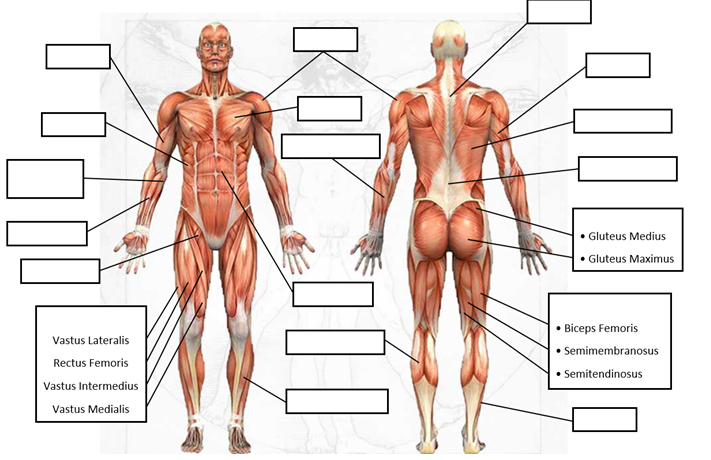 • Gluteus Medius
• Gluteus Maximus
Vastus Lateralis
Rectus Femoris
Vastus Intermedius
Vastus Medialis
• Biceps Femoris
• Semimembranosus
• Semitendinosus